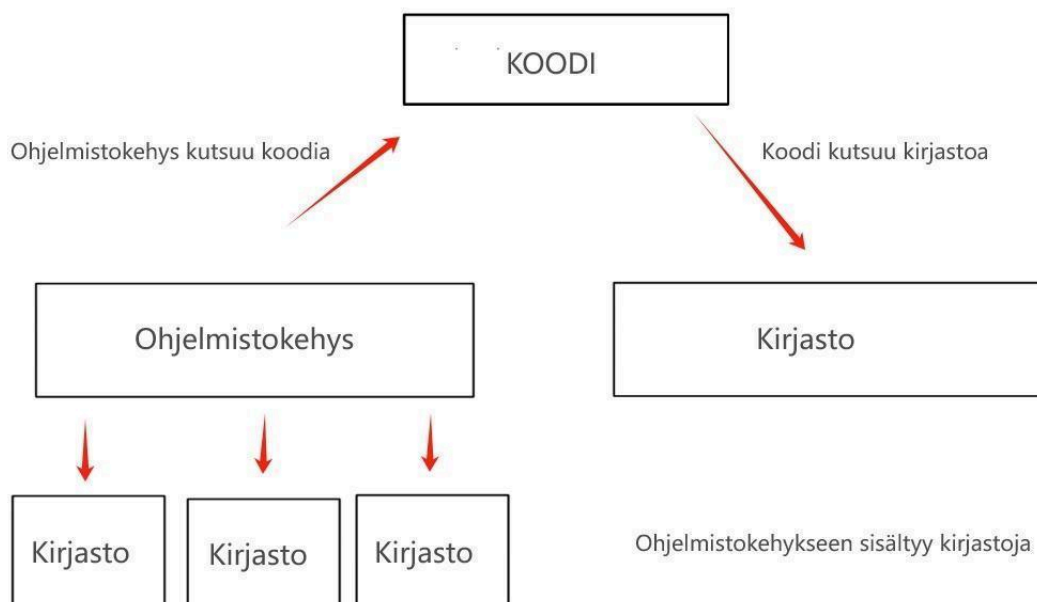 KOODI
Ohjelmistokehys kutsuu koodia
Koodi kutsuu kirjastoa
Ohjelmistokehys
Kirjasto
Kirjasto
Kirjasto
Kirjasto
Ohjelmistokehykseen sisältyy kirjastoja